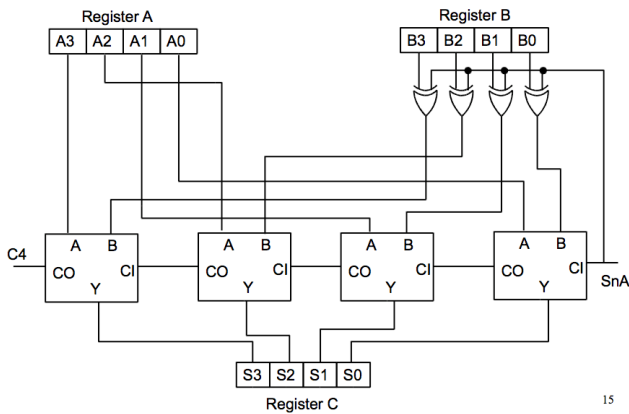 Register A
Register B
A3 A2 A1 A0
B3 B2 B1 B0
A B
A B
A B
A B
C4
CO CI
CO CI
CO CI
CO CI
SnA
Y
Y
Y
Y
S3 S2 S1 S0
Register C
15